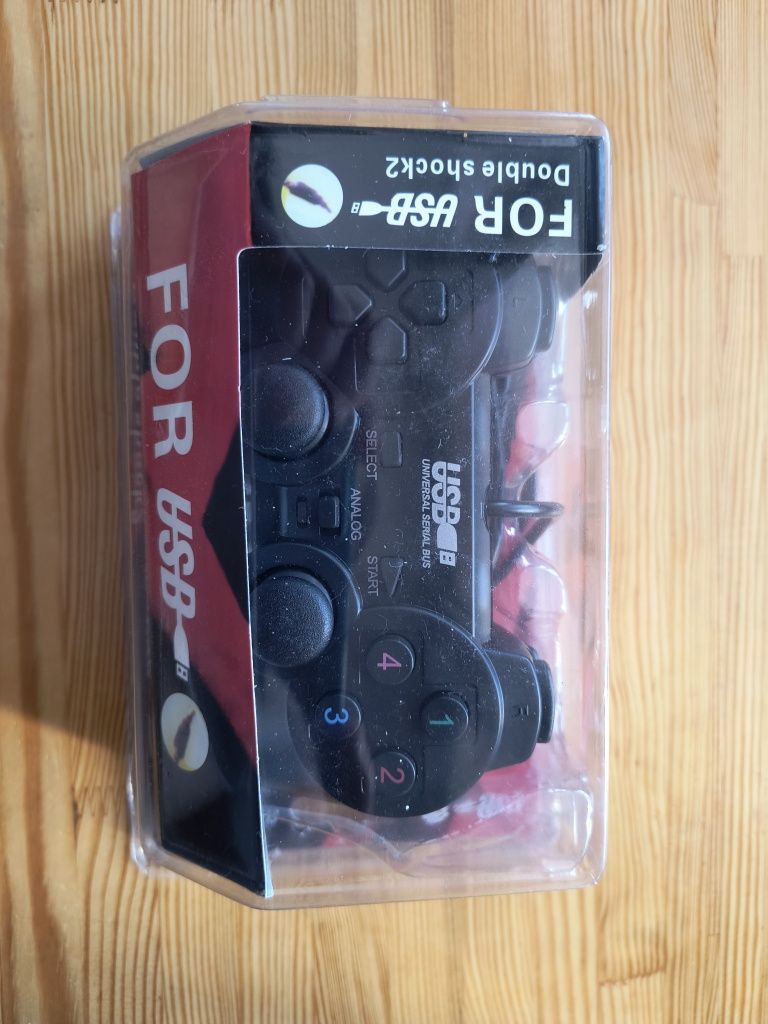 Double shock2
FOR USB
FOR USB
SELECT
ANALOG
START
USB
UNIVERSAL SERIAL BUS
1
2
3
4